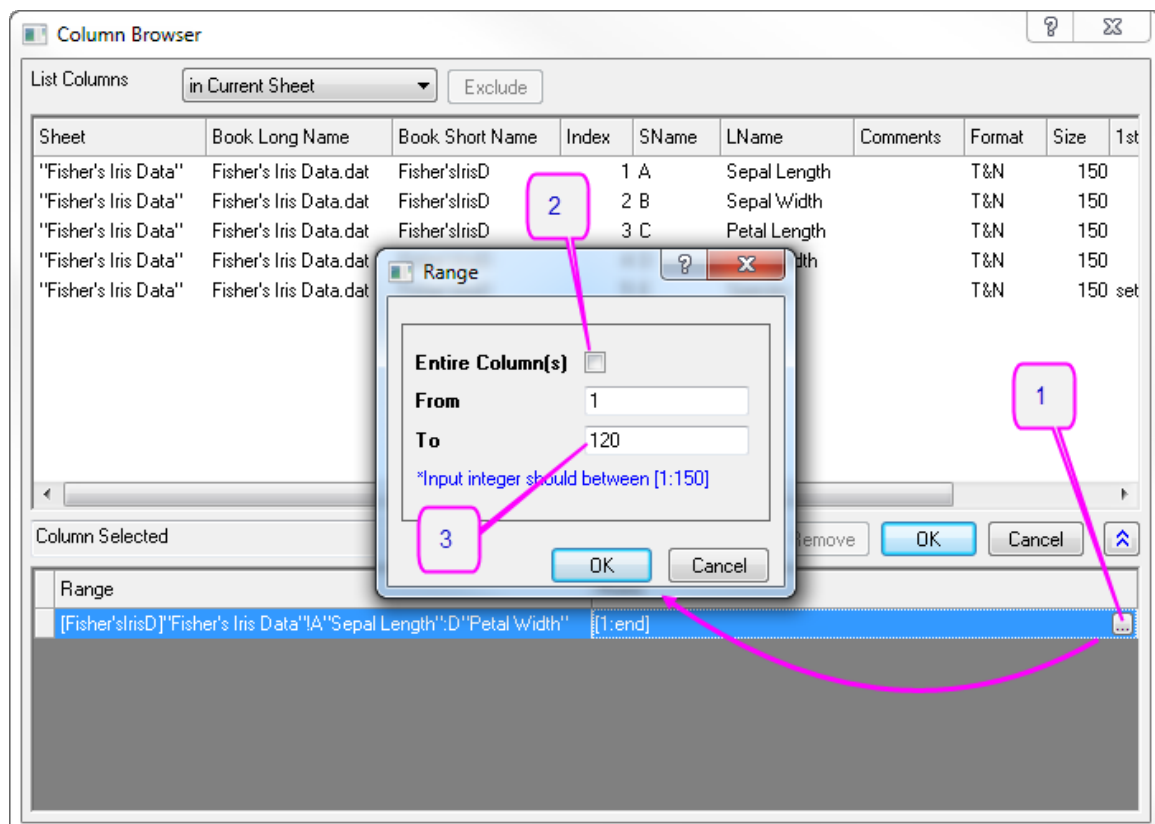 Column Browser
List Columns in Current Sheet Exclude
Sheet Book Long Name Book Short Name Index SName LName Comments Format Size 1st
"Fisher's Iris Data" Fisher's Iris Data.dat Fisher'sIrisD 1 A Sepal Length T&N 150
"Fisher's Iris Data" Fisher's Iris Data.dat Fisher'sIrisD 2 B Sepal Width T&N 150
"Fisher's Iris Data" Fisher's Iris Data.dat Fisher'sIrisD 3 C Petal Length T&N 150
"Fisher's Iris Data" Fisher's Iris Data.dat T&N 150
"Fisher's Iris Data" Fisher's Iris Data.dat T&N 150 set
2
Range
Entire Column(s)
From 1
To 120
*Input integer should between [1:150]
OK Cancel
1
3
Column Selected OK Cancel
Range
[Fisher'sIrisD]"Fisher's Iris Data"!A"Sepal Length":D"Petal Width" [1:end] ...